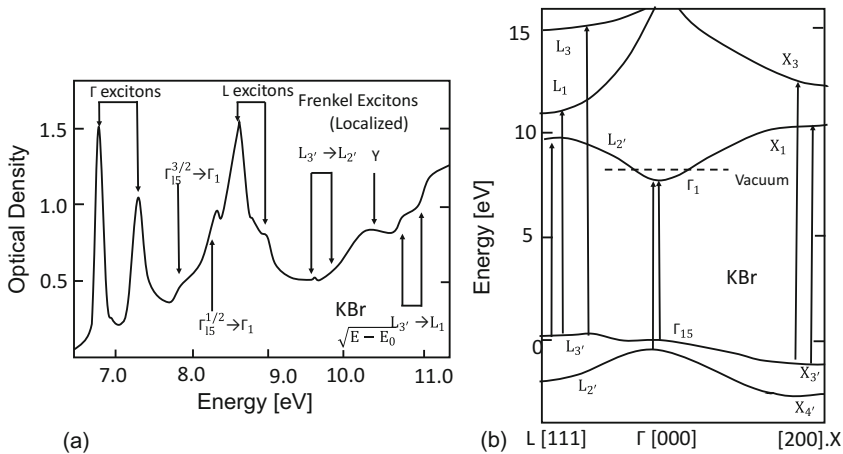 Γ excitons
L excitons
Frenkel Excitons
(Localized)
L3′ → L2′
Y
Γ15^3/2→Γ1
Γ15^1/2→Γ1
KBr
√E − E0
L3′→L1
1.5
1.0
0.5
Optical Density
7.0
8.0
9.0
10.0
11.0
Energy [eV]
(a)
15
10
5
0
Energy [eV]
L3
L1
L2′
X3
X1
Γ1
Vacuum
KBr
Γ15
L3′
L2′
X3′
X4′
L [111]
Γ [000]
[200].X
(b)